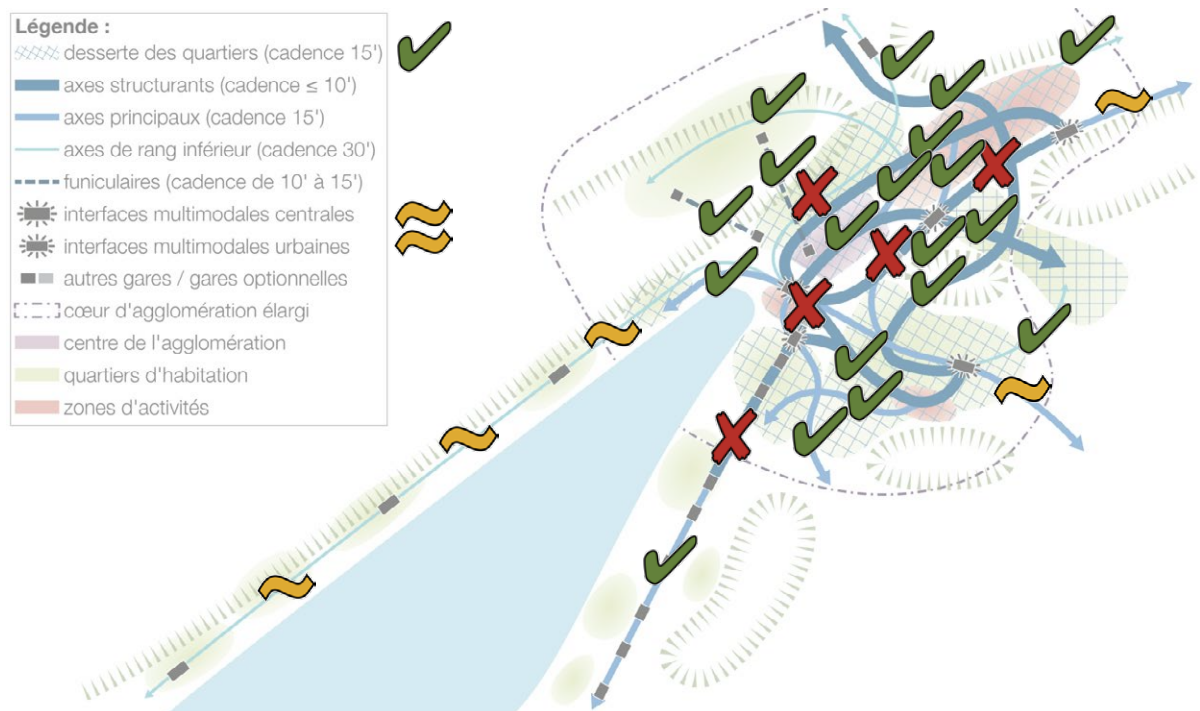 Légende :
desserte des quartiers (cadence 15')
axes structurants (cadence ≤ 10')
axes principaux (cadence 15')
axes de rang inférieur (cadence 30')
funiculaires (cadence de 10' à 15')
interfaces multimodales centrales
interfaces multimodales urbaines
autres gares / gares optionnelles
cœur d'agglomération élargi
centre de l'agglomération
quartiers d'habitation
zones d'activités